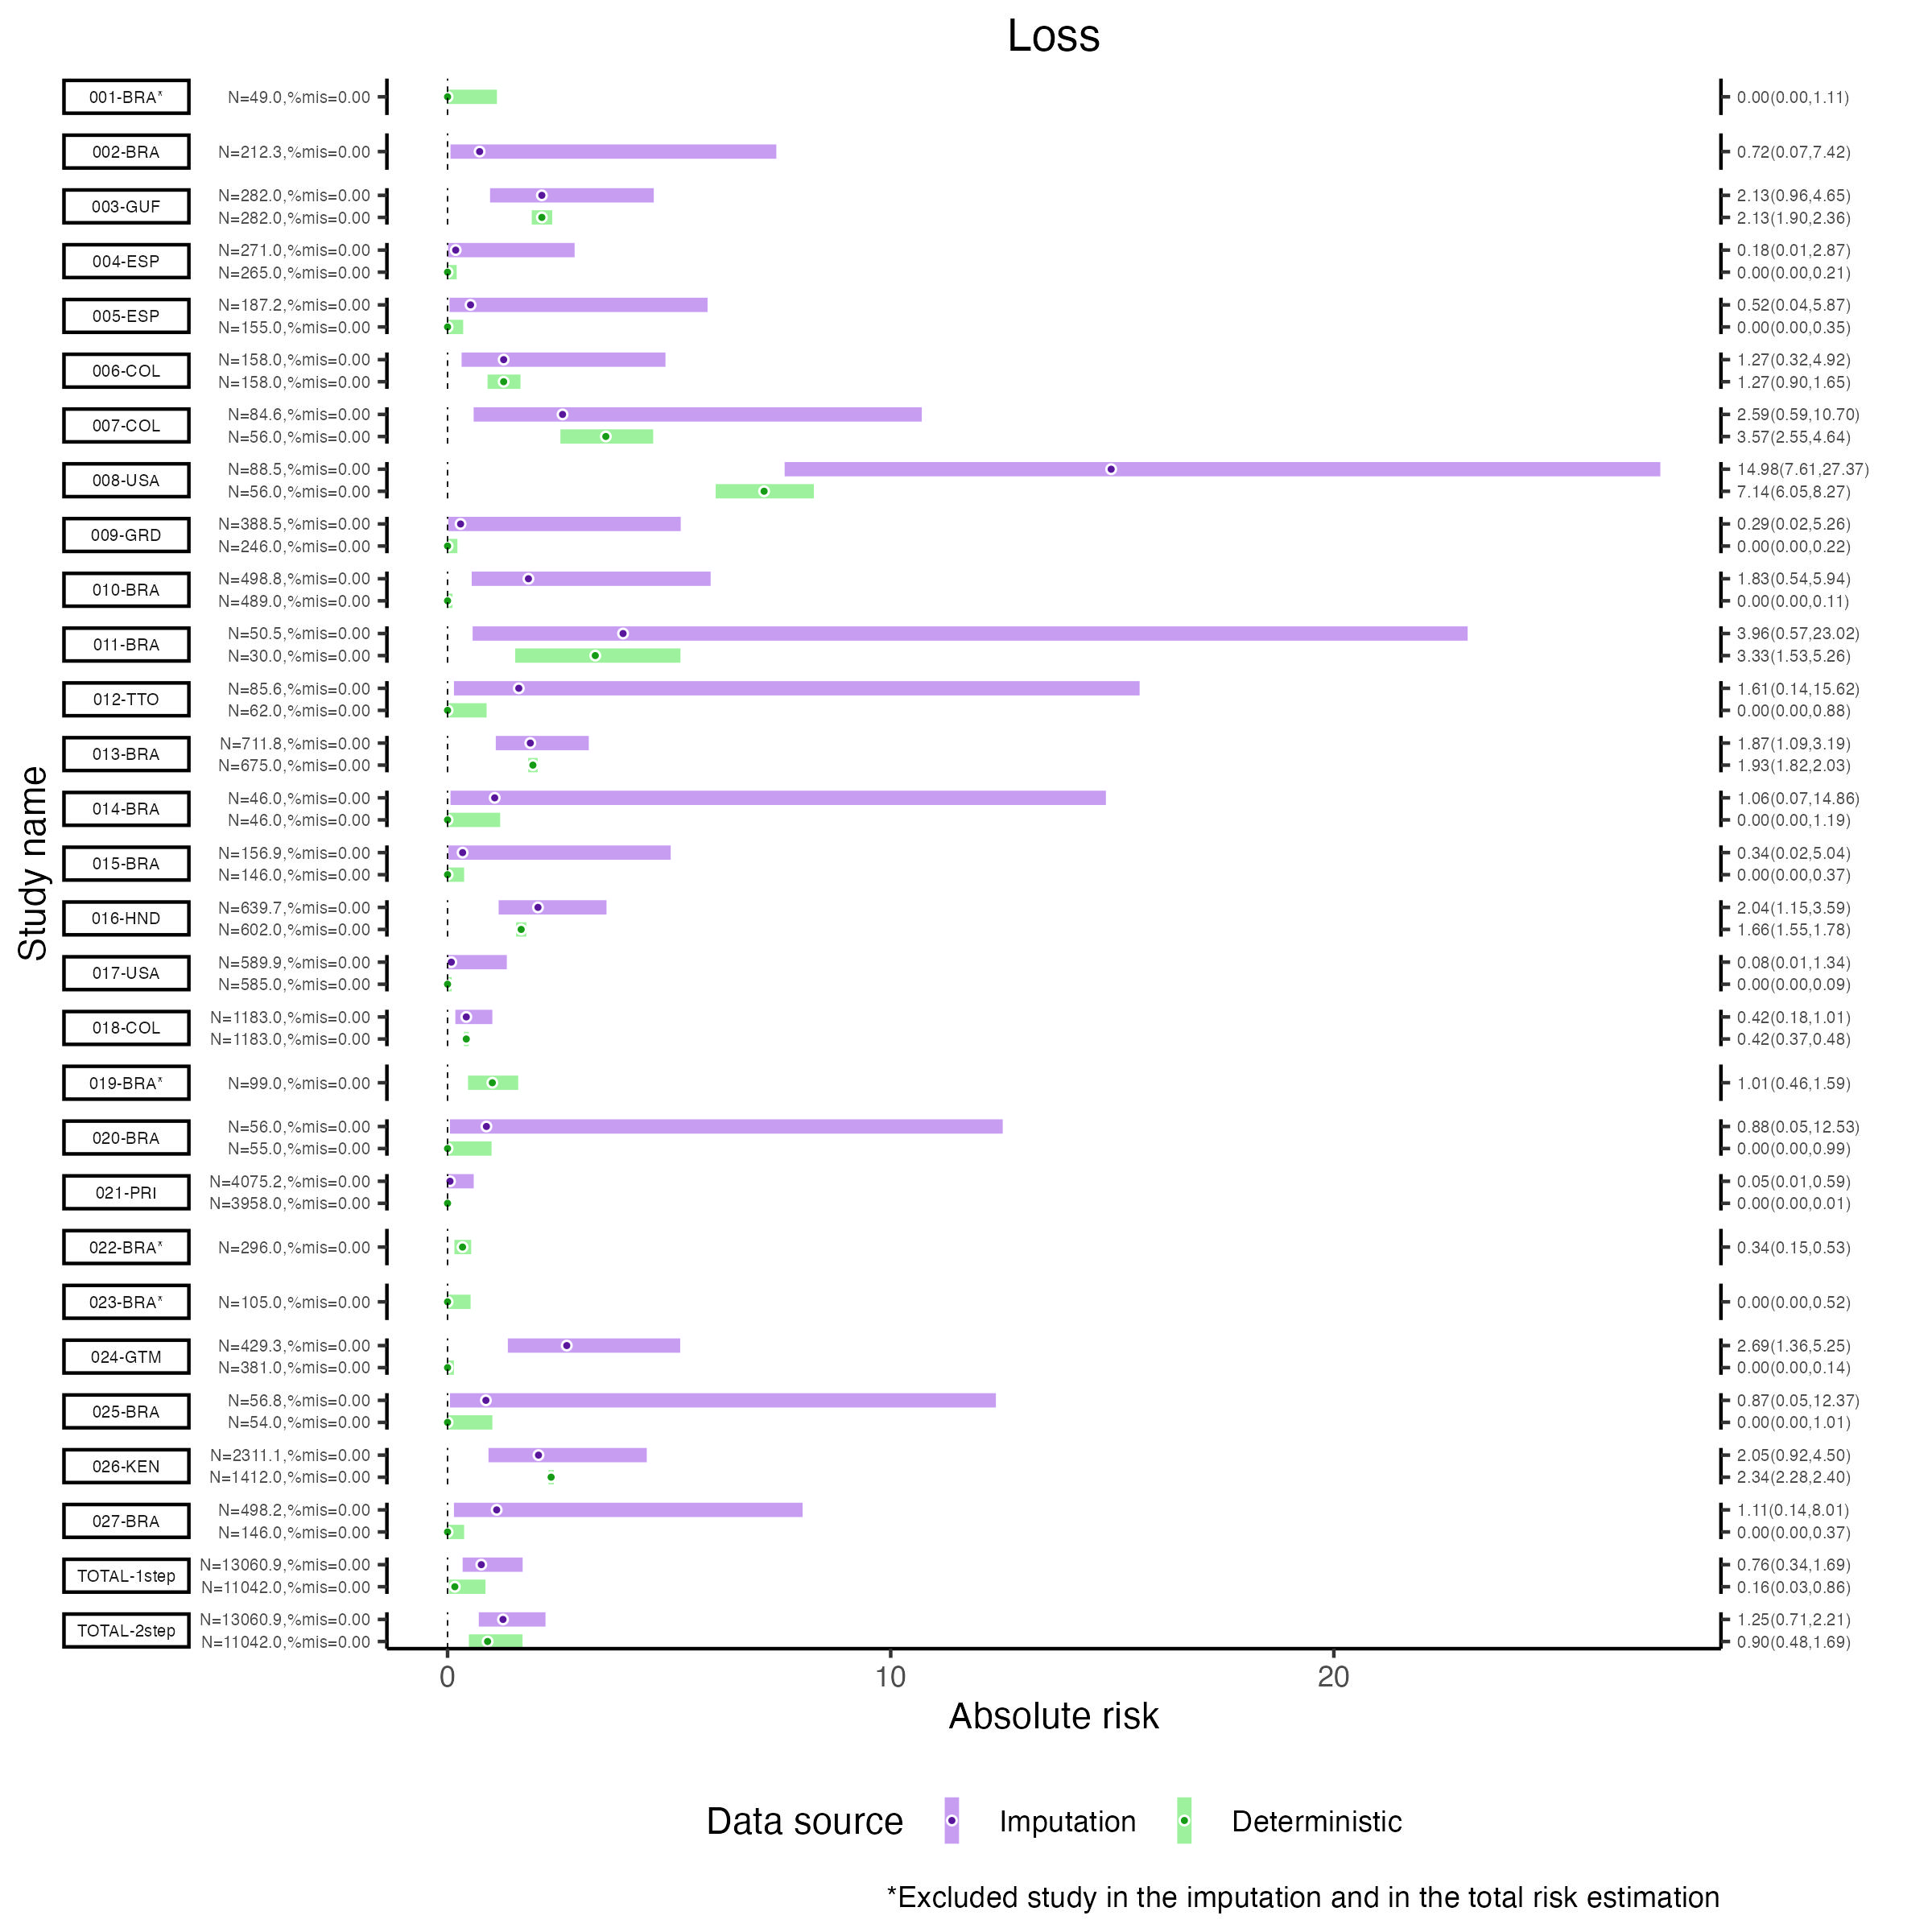 Loss
001-BRA* N=49.0,%mis=0.00 0.00(0.00,1.11)
002-BRA N=212.3,%mis=0.00 0.72(0.07,7.42)
N=282.0,%mis=0.00 2.13(0.96,4.65)
003-GUF
N=282.0,%mis=0.00 2.13(1.90,2.36)
N=271.0,%mis=0.00 0.18(0.01,2.87)
004-ESP
N=265.0,%mis=0.00 0.00(0.00,0.21)
N=187.2,%mis=0.00 0.52(0.04,5.87)
005-ESP
N=155.0,%mis=0.00 0.00(0.00,0.35)
N=158.0,%mis=0.00 1.27(0.32,4.92)
006-COL
N=158.0,%mis=0.00 1.27(0.90,1.65)
N=84.6,%mis=0.00 2.59(0.59,10.70)
007-COL
N=56.0,%mis=0.00 3.57(2.55,4.64)
N=88.5,%mis=0.00 14.98(7.61,27.37)
008-USA
N=56.0,%mis=0.00 7.14(6.05,8.27)
N=388.5,%mis=0.00 0.29(0.02,5.26)
009-GRD
N=246.0,%mis=0.00 0.00(0.00,0.22)
N=498.8,%mis=0.00 1.83(0.54,5.94)
010-BRA
N=489.0,%mis=0.00 0.00(0.00,0.11)
N=50.5,%mis=0.00 3.96(0.57,23.02)
011-BRA
N=30.0,%mis=0.00 3.33(1.53,5.26)
N=85.6,%mis=0.00 1.61(0.14,15.62)
012-TTO
N=62.0,%mis=0.00 0.00(0.00,0.88)
N=711.8,%mis=0.00 1.87(1.09,3.19)
013-BRA
N=675.0,%mis=0.00 1.93(1.82,2.03)
N=46.0,%mis=0.00 1.06(0.07,14.86)
014-BRA
N=46.0,%mis=0.00 0.00(0.00,1.19)
N=156.9,%mis=0.00 0.34(0.02,5.04)
015-BRA
N=146.0,%mis=0.00 0.00(0.00,0.37)
N=639.7,%mis=0.00 2.04(1.15,3.59)
016-HND
N=602.0,%mis=0.00 1.66(1.55,1.78)
N=589.9,%mis=0.00 0.08(0.01,1.34)
017-USA
N=585.0,%mis=0.00 0.00(0.00,0.09)
N=1183.0,%mis=0.00 0.42(0.18,1.01)
018-COL
N=1183.0,%mis=0.00 0.42(0.37,0.48)
019-BRA* N=99.0,%mis=0.00 1.01(0.46,1.59)
N=56.0,%mis=0.00 0.88(0.05,12.53)
020-BRA
N=55.0,%mis=0.00 0.00(0.00,0.99)
N=4075.2,%mis=0.00 0.05(0.01,0.59)
021-PRI
N=3958.0,%mis=0.00 0.00(0.00,0.01)
022-BRA* N=296.0,%mis=0.00 0.34(0.15,0.53)
023-BRA* N=105.0,%mis=0.00 0.00(0.00,0.52)
N=429.3,%mis=0.00 2.69(1.36,5.25)
024-GTM
N=381.0,%mis=0.00 0.00(0.00,0.14)
N=56.8,%mis=0.00 0.87(0.05,12.37)
025-BRA
N=54.0,%mis=0.00 0.00(0.00,1.01)
N=2311.1,%mis=0.00 2.05(0.92,4.50)
026-KEN
N=1412.0,%mis=0.00 2.34(2.28,2.40)
N=498.2,%mis=0.00 1.11(0.14,8.01)
027-BRA
N=146.0,%mis=0.00 0.00(0.00,0.37)
N=13060.9,%mis=0.00 0.76(0.34,1.69)
TOTAL-1step
N=11042.0,%mis=0.00 0.16(0.03,0.86)
N=13060.9,%mis=0.00 1.25(0.71,2.21)
TOTAL-2step
N=11042.0,%mis=0.00 0.90(0.48,1.69)
Study name
0 10 20
Absolute risk
Data source Imputation Deterministic
*Excluded study in the imputation and in the total risk estimation